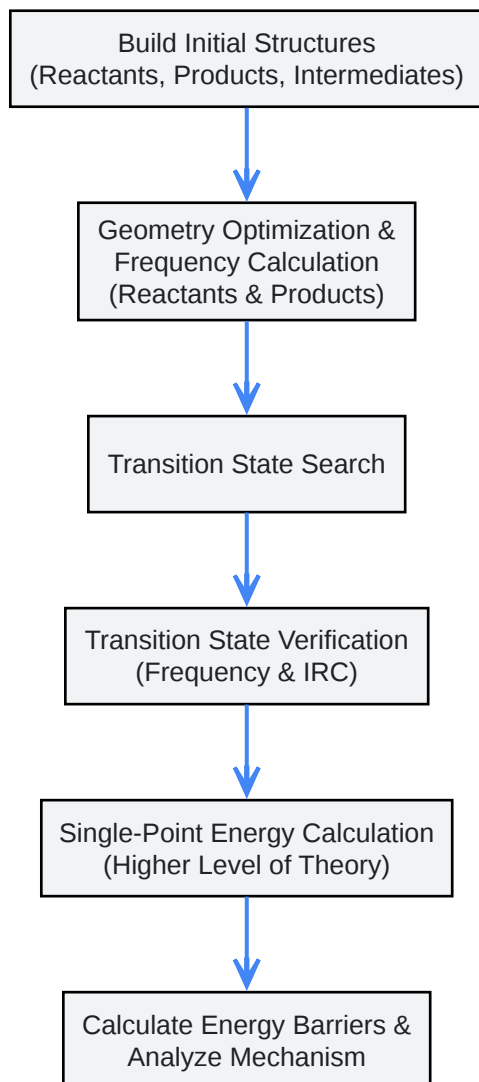 Build Initial Structures
(Reactants, Products, Intermediates)
Geometry Optimization &
Frequency Calculation
(Reactants & Products)
Transition State Search
Transition State Verification
(Frequency & IRC)
Single-Point Energy Calculation
(Higher Level of Theory)
Calculate Energy Barriers &
Analyze Mechanism